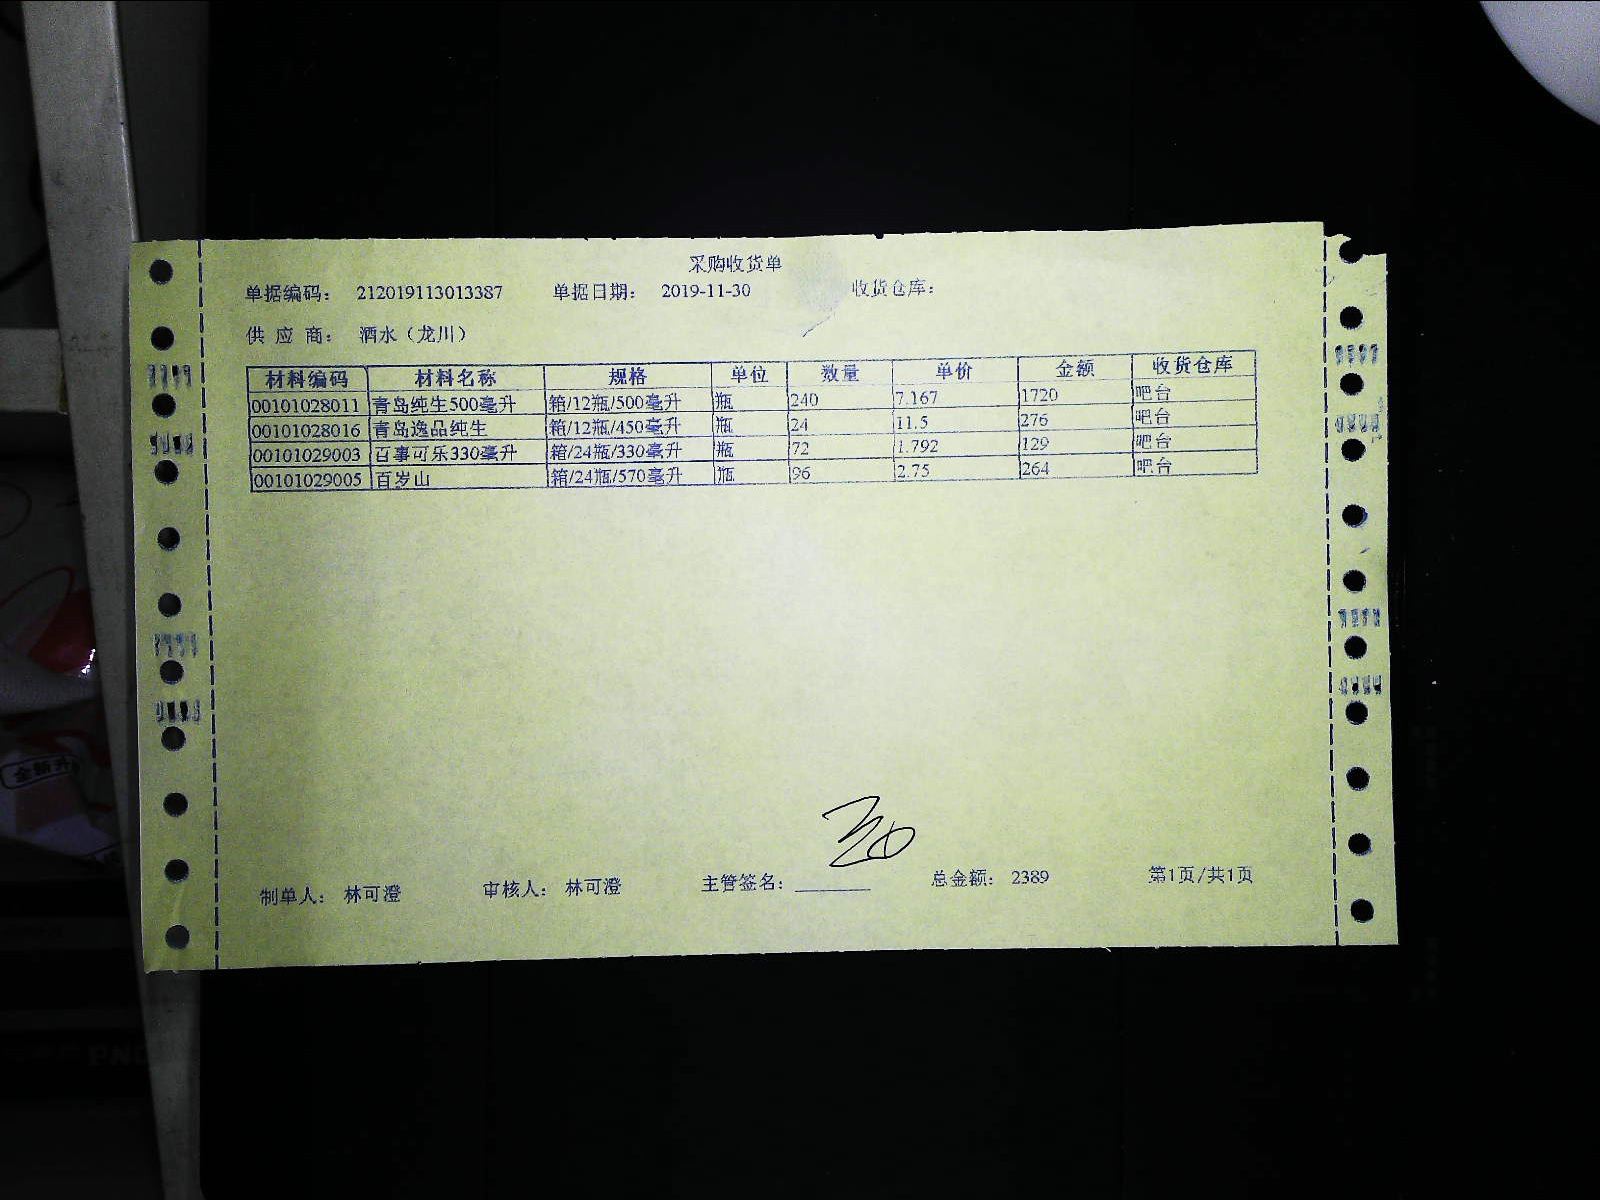 采购收货单
单据编码： 212019113013387 单据日期： 2019-11-30 收货仓库：
供 应 商： 酒水（龙川）
材料编码 材料名称 规格 单位 数量 单价 金额 收货仓库
00101028011 青岛纯生500毫升 箱/12瓶/500毫升 瓶 240 7.167 1720 吧台
00101028016 青岛逸品纯生 箱/12瓶/450毫升 瓶 24 11.5 276 吧台
00101029003 百事可乐330毫升 箱/24瓶/330毫升 瓶 72 1.792 129 吧台
00101029005 百岁山 箱/24瓶/570毫升 瓶 96 2.75 264 吧台
制单人： 林可澄 审核人： 林可澄 主管签名：________ 总金额： 2389 第1页/共1页
全新升